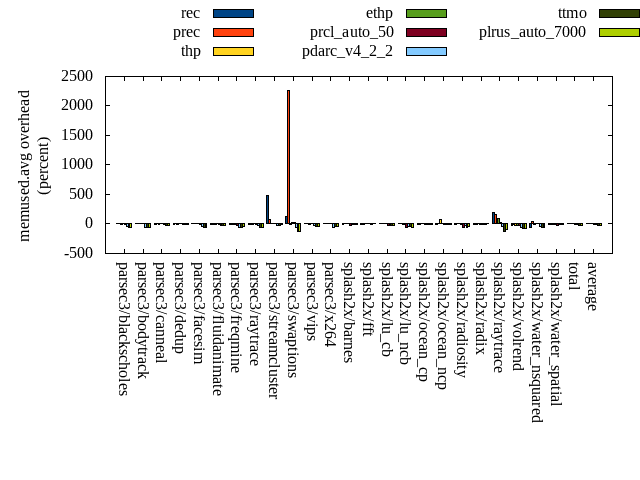 rec ethp ttmo
prec prcl_auto_50 plrus_auto_7000
thp pdarc_v4_2_2
memused.avg overhead
(percent)
2500
2000
1500
1000
500
0
-500
parsec3/blackscholes
parsec3/bodytrack
parsec3/canneal
parsec3/dedup
parsec3/facesim
parsec3/fluidanimate
parsec3/freqmine
parsec3/raytrace
parsec3/streamcluster
parsec3/swaptions
parsec3/vips
parsec3/x264
splash2x/barnes
splash2x/fft
splash2x/lu_cb
splash2x/lu_ncb
splash2x/ocean_cp
splash2x/ocean_ncp
splash2x/radiosity
splash2x/radix
splash2x/raytrace
splash2x/volrend
splash2x/water_nsquared
splash2x/water_spatial
total
average